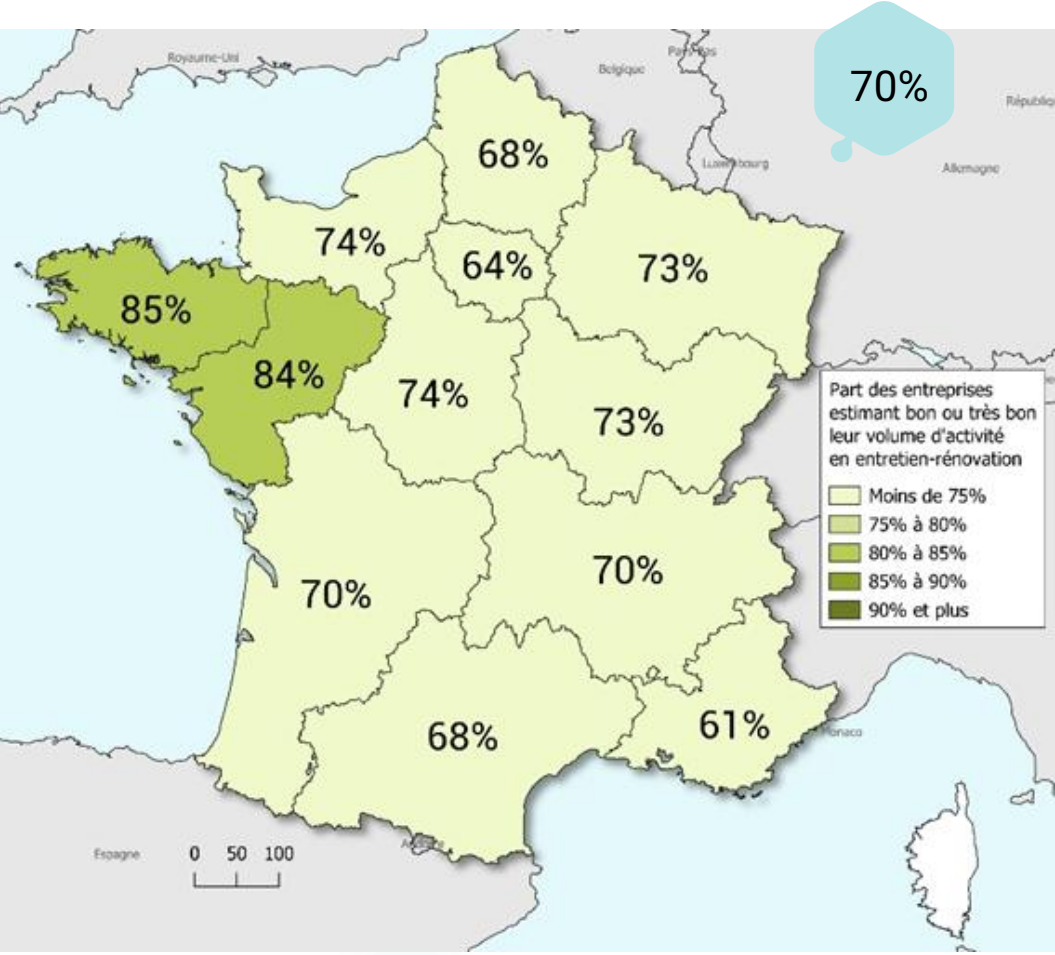 70%
Royaume-Uni
Pays-Bas
Belgique
Luxembourg
Allemagne
68%
74%
64%
73%
85%
84%
74%
73%
Part des entreprises
estimant bon ou très bon
leur volume d'activité
en entretien-rénovation
Moins de 75%
75% à 80%
80% à 85%
85% à 90%
90% et plus
70%
70%
68%
61%
Monaco
Espagne
0 50 100